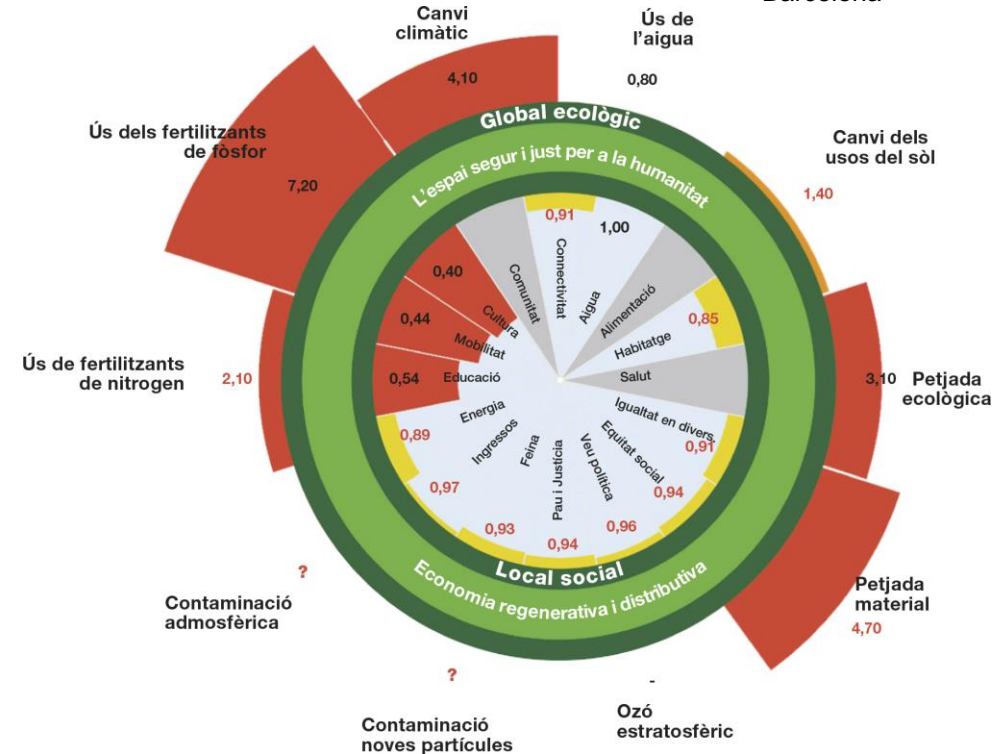 Barcelona
Canvi
climàtic
4,10
Ús de
l'aigua
0,80
Ús dels fertilitzants
de fòsfor
7,20
Canvi dels
usos del sòl
1,40
Global ecològic
L'espai segur i just per a la humanitat
0,91
1,00
0,40
Comunitat
Connectivitat
Aigua
Alimentació
0,85
Cultura
0,44
Mobilitat
Habitatge
Ús de fertilitzants
de nitrogen
2,10
0,54
Educació
Salut
3,10
Petjada
ecològica
Energia
Igualtat en divers.
0,89
Ingressos
Feina
Pau i Justícia
Veu política
Equitat social
0,91
0,97
0,94
0,93
0,94
0,96
Local social
Economia regenerativa i distributiva
?
Contaminació
admosfèrica
Petjada
material
4,70
?
Contaminació
noves partícules
-
Ozó
estratosfèric